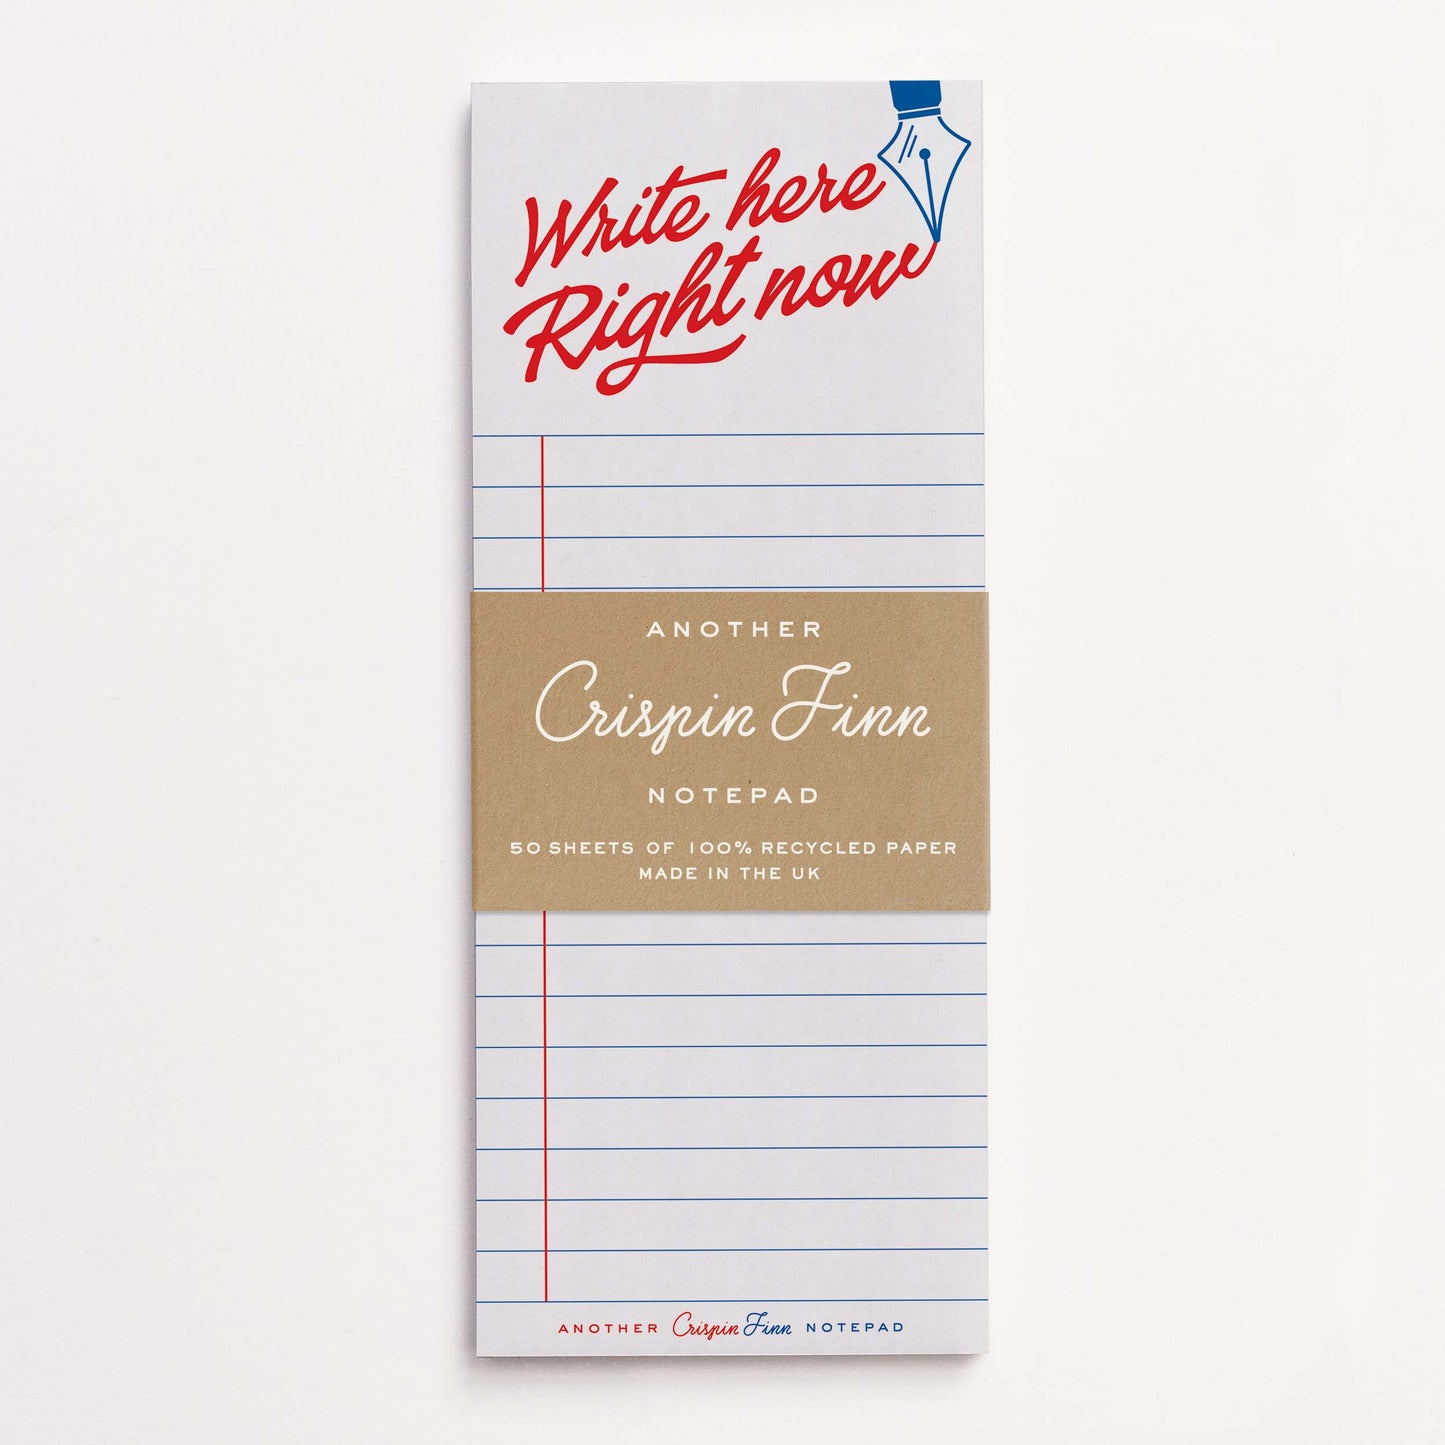 Write here
Right now
ANOTHER
Crispin Finn
NOTEPAD
50 SHEETS OF 100% RECYCLED PAPER
MADE IN THE UK
ANOTHER Crispin Finn NOTEPAD